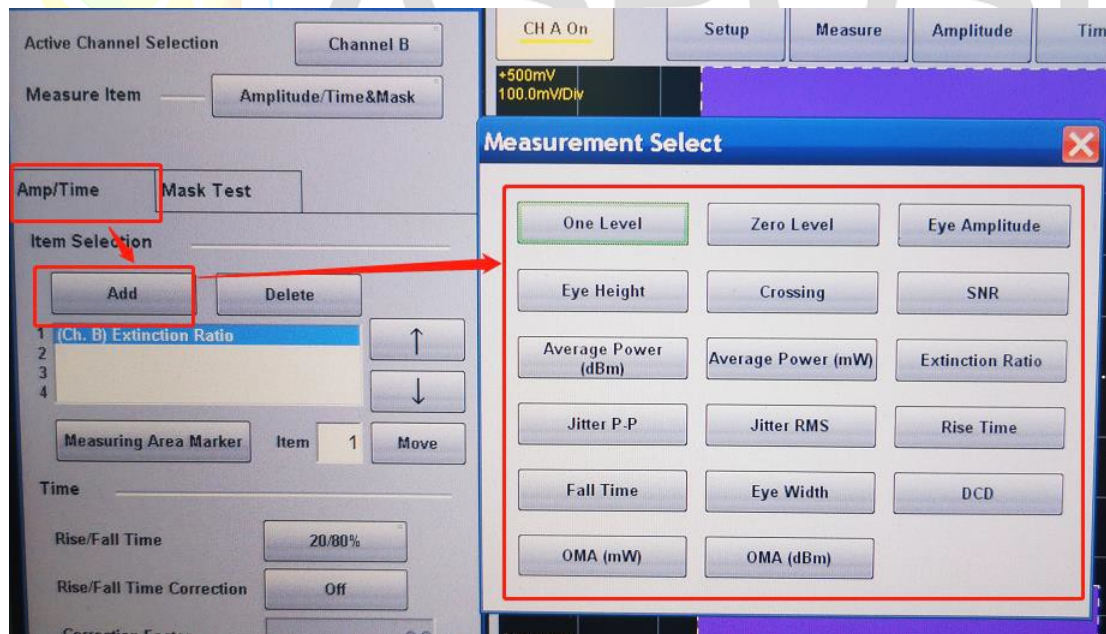 Active Channel Selection
Channel B
Measure Item
Amplitude/Time&Mask
Amp/Time
Mask Test
Item Selection
Add
Delete
1 (Ch. B) Extinction Ratio
2
3
4
↑
↓
Measuring Area Marker
Item 1
Move
Time
Rise/Fall Time
20/80%
Rise/Fall Time Correction
Off
CH A On
Setup
Measure
Amplitude
+500mV
100.0mV/Div
Measurement Select
One Level
Zero Level
Eye Amplitude
Eye Height
Crossing
SNR
Average Power
(dBm)
Average Power (mW)
Extinction Ratio
Jitter P-P
Jitter RMS
Rise Time
Fall Time
Eye Width
DCD
OMA (mW)
OMA (dBm)